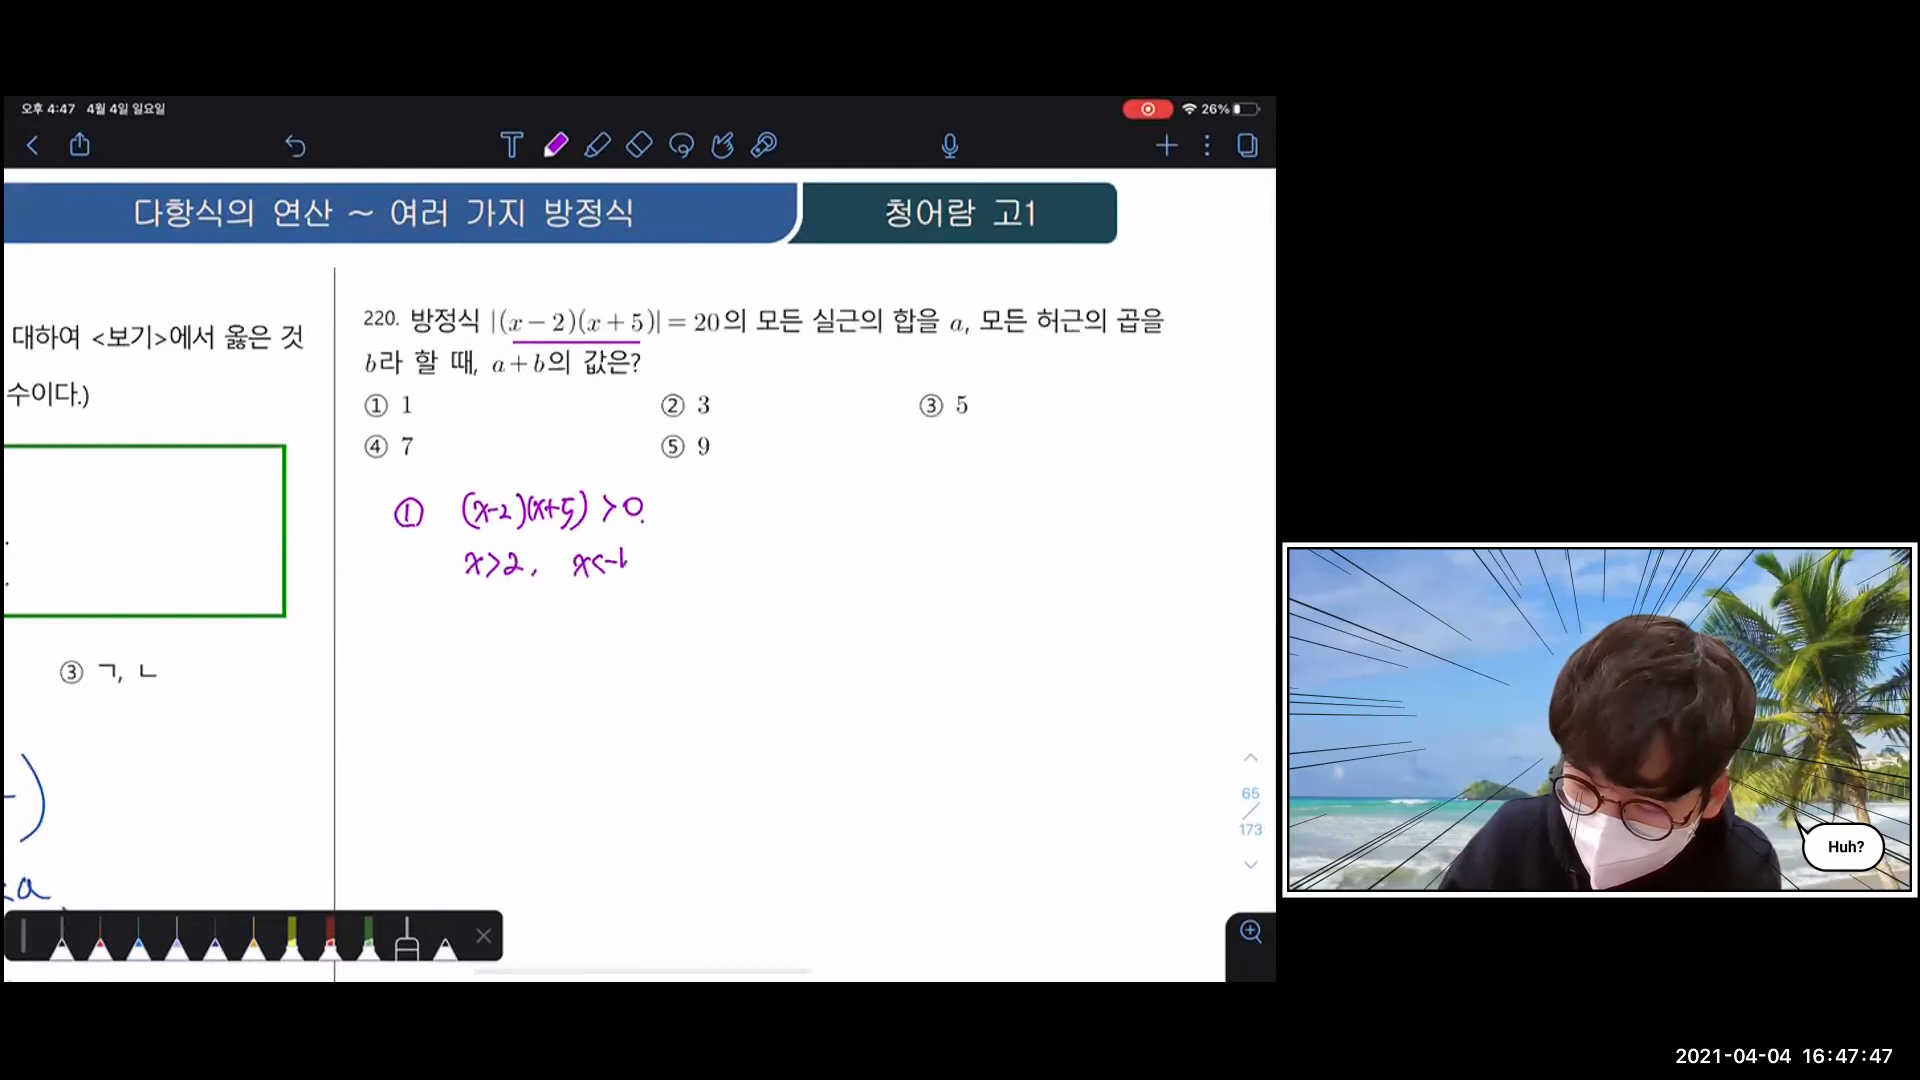 오후 4:47 4월 4일 일요일
26%
다항식의 연산 ~ 여러 가지 방정식
청어람 고1
대하여 <보기>에서 옳은 것
수이다.)
③ ㄱ, ㄴ
220. 방정식 |(x-2)(x+5)|=20의 모든 실근의 합을 a, 모든 허근의 곱을
b라 할 때, a+b의 값은?
① 1 ② 3 ③ 5
④ 7 ⑤ 9
① (x-2)(x+5) >0.
x>2, x<-
65
173
Huh?
2021-04-04 16:47:47